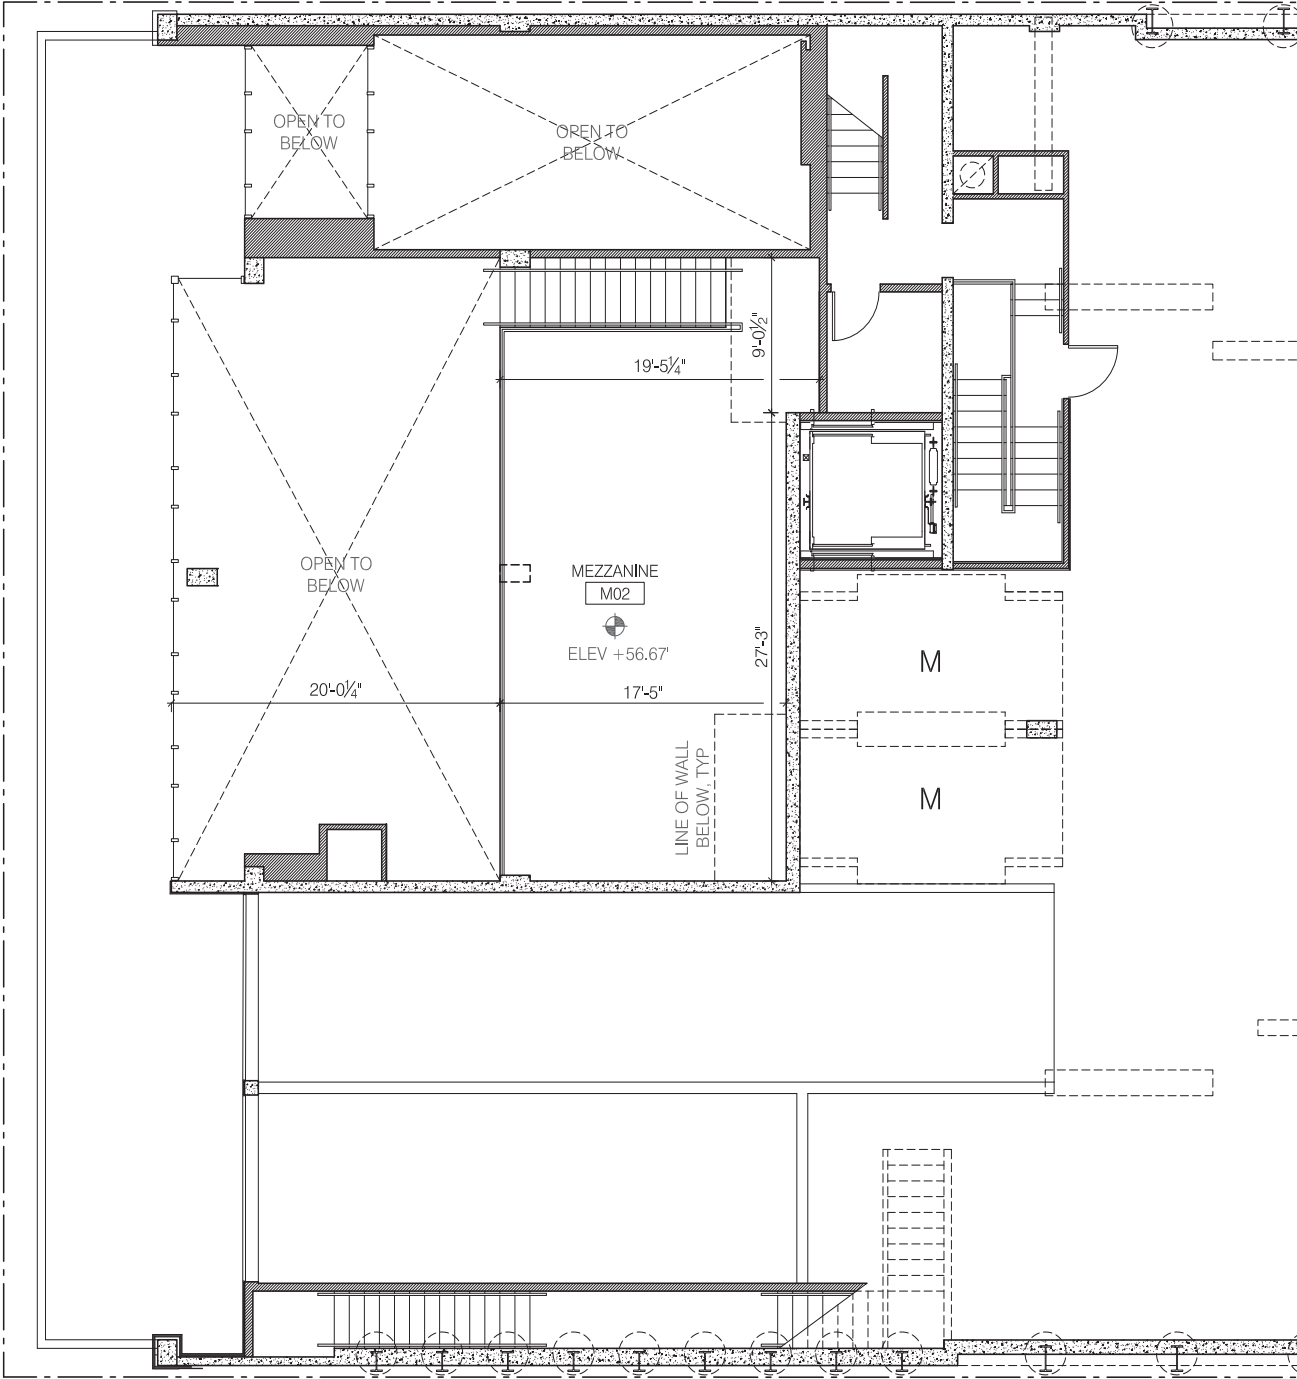 OPEN TO
BELOW
OPEN TO
BELOW
9'-0½"
19'-5¼"
OPEN TO
BELOW
MEZZANINE
M02
ELEV +56.67'
27'-3"
M
20'-0¼"
17'-5"
LINE OF WALL
BELOW, TYP
M